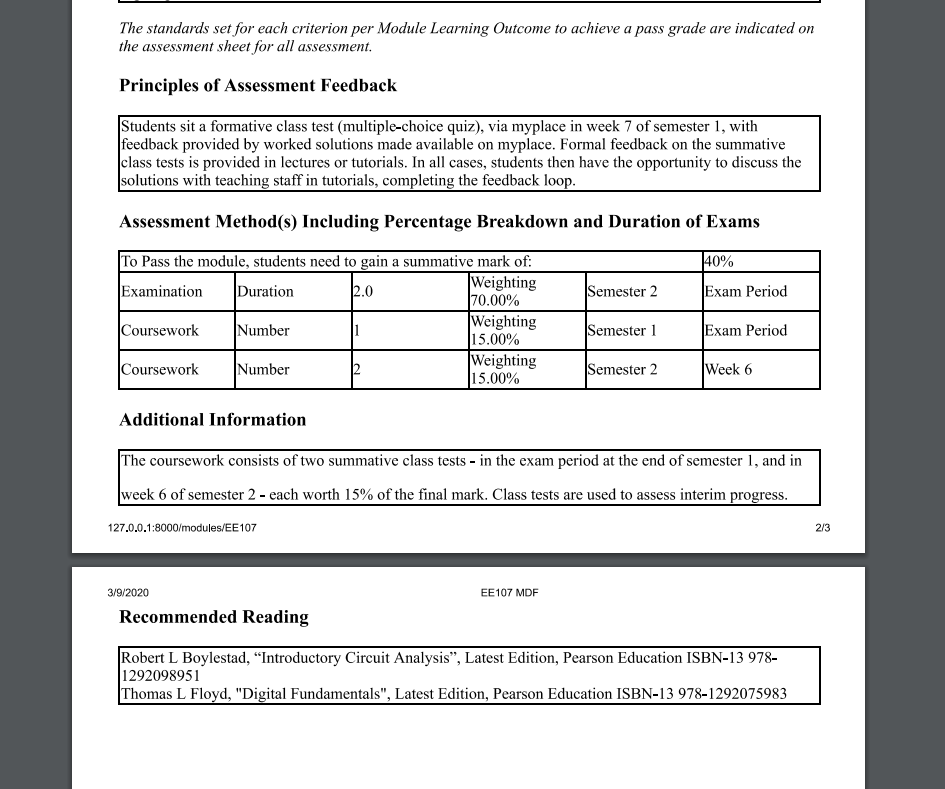 The standards set for each criterion per Module Learning Outcome to achieve a pass grade are indicated on
the assessment sheet for all assessment.
Principles of Assessment Feedback
Students sit a formative class test (multiple-choice quiz), via myplace in week 7 of semester 1, with
feedback provided by worked solutions made available on myplace. Formal feedback on the summative
class tests is provided in lectures or tutorials. In all cases, students then have the opportunity to discuss the
solutions with teaching staff in tutorials, completing the feedback loop.
Assessment Method(s) Including Percentage Breakdown and Duration of Exams
To Pass the module, students need to gain a summative mark of: 40%
Examination Duration 2.0 Weighting 70.00% Semester 2 Exam Period
Coursework Number 1 Weighting 15.00% Semester 1 Exam Period
Coursework Number 2 Weighting 15.00% Semester 2 Week 6
Additional Information
The coursework consists of two summative class tests - in the exam period at the end of semester 1, and in
week 6 of semester 2 - each worth 15% of the final mark. Class tests are used to assess interim progress.
127.0.0.1:8000/modules/EE107 2/3
3/9/2020 EE107 MDF
Recommended Reading
Robert L Boylestad, “Introductory Circuit Analysis”, Latest Edition, Pearson Education ISBN-13 978-
1292098951
Thomas L Floyd, "Digital Fundamentals", Latest Edition, Pearson Education ISBN-13 978-1292075983